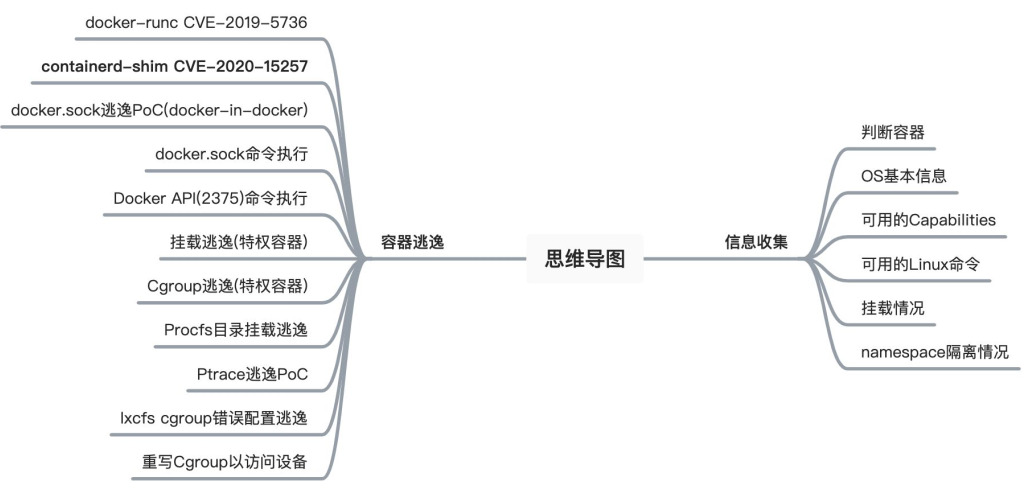 docker-runc CVE-2019-5736
containerd-shim CVE-2020-15257
docker.sock逃逸PoC(docker-in-docker)
docker.sock命令执行
Docker API(2375)命令执行
挂载逃逸(特权容器)
Cgroup逃逸(特权容器)
Procfs目录挂载逃逸
Ptrace逃逸PoC
lxcfs cgroup错误配置逃逸
重写Cgroup以访问设备
容器逃逸
思维导图
信息收集
判断容器
OS基本信息
可用的Capabilities
可用的Linux命令
挂载情况
namespace隔离情况